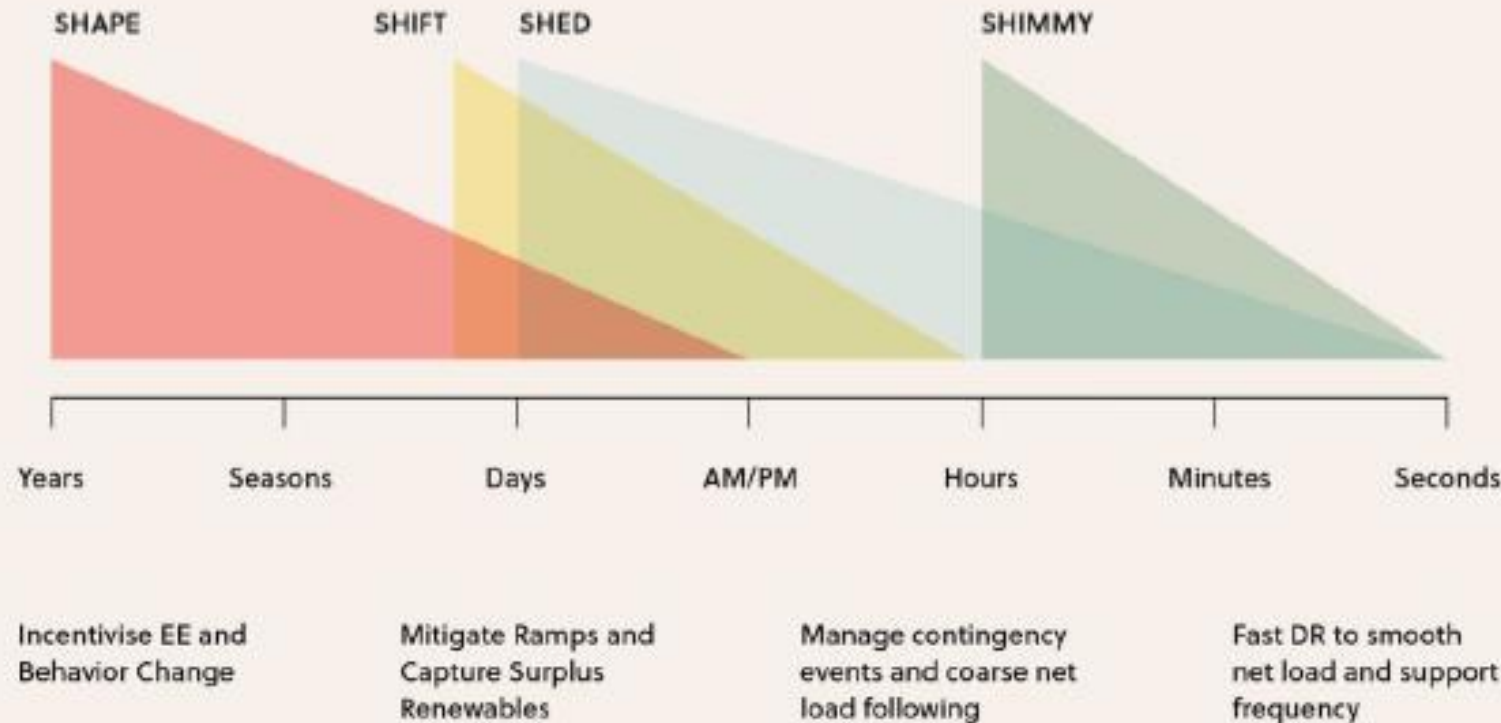 SHAPE SHIFT SHED SHIMMY
Years Seasons Days AM/PM Hours Minutes Seconds
Incentivise EE and
Behavior Change
Mitigate Ramps and
Capture Surplus
Renewables
Manage contingency
events and coarse net
load following
Fast DR to smooth
net load and support
frequency